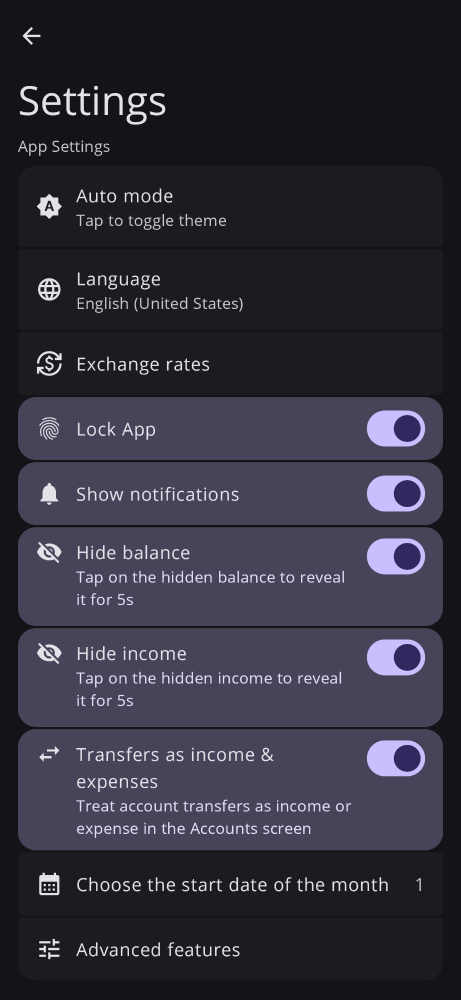 Settings
App Settings
A
Auto mode
Tap to toggle theme
Language
English (United States)
$
Exchange rates
Lock App
Show notifications
Hide balance
Tap on the hidden balance to reveal
it for 5s
Hide income
Tap on the hidden income to reveal
it for 5s
Transfers as income &
expenses
Treat account transfers as income or
expense in the Accounts screen
Choose the start date of the month 1
Advanced features